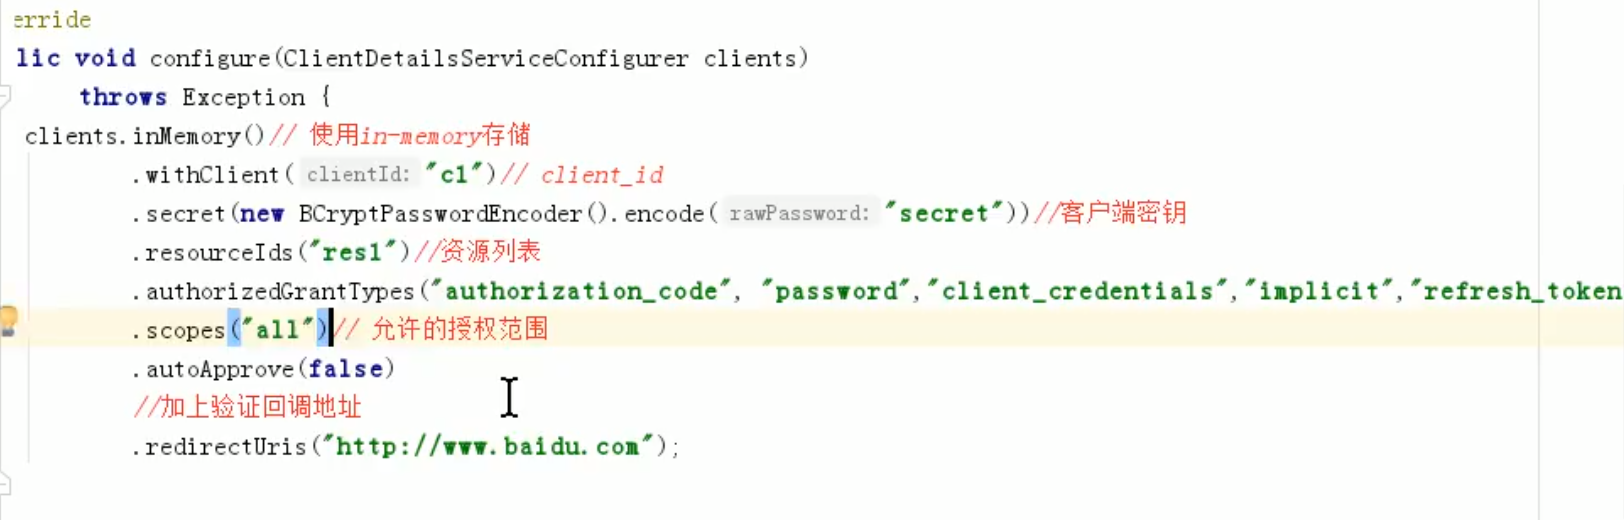 erride
lic void configure(ClientDetailsServiceConfigurer clients)
throws Exception {
clients.inMemory()// 使用in-memory存储
.withClient( clientId: "c1")// client_id
.secret(new BCryptPasswordEncoder().encode( rawPassword: "secret"))//客户端密钥
.resourceIds("res1")//资源列表
.authorizedGrantTypes("authorization_code", "password","client_credentials","implicit","refresh_token
.scopes("all")// 允许的授权范围
.autoApprove(false)
//加上验证回调地址
.redirectUris("http://www.baidu.com");